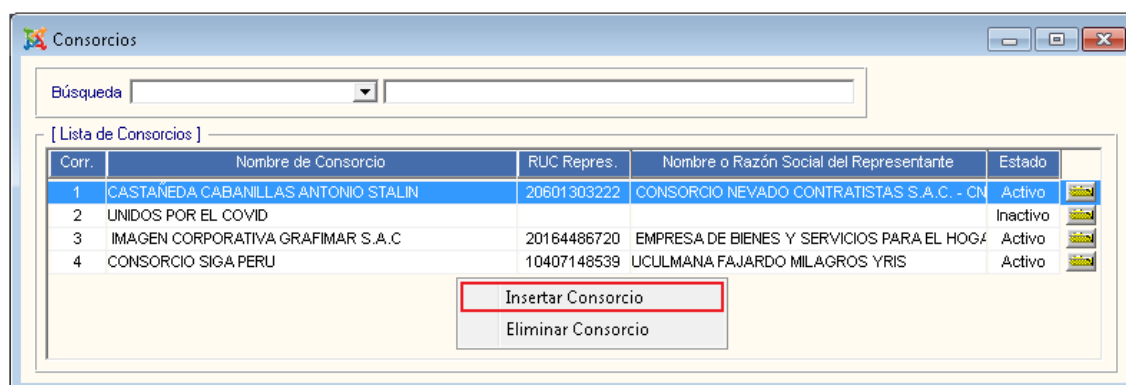 Consorcios
Búsqueda
[ Lista de Consorcios ]
Corr. Nombre de Consorcio RUC Repres. Nombre o Razón Social del Representante Estado
1 CASTAÑEDA CABANILLAS ANTONIO STALIN 20601303222 CONSORCIO NEVADO CONTRATISTAS S.A.C. - CN Activo
2 UNIDOS POR EL COVID Inactivo
3 IMAGEN CORPORATIVA GRAFIMAR S.A.C 20164486720 EMPRESA DE BIENES Y SERVICIOS PARA EL HOGA Activo
4 CONSORCIO SIGA PERU 10407148539 UCULMANA FAJARDO MILAGROS YRIS Activo
Insertar Consorcio
Eliminar Consorcio